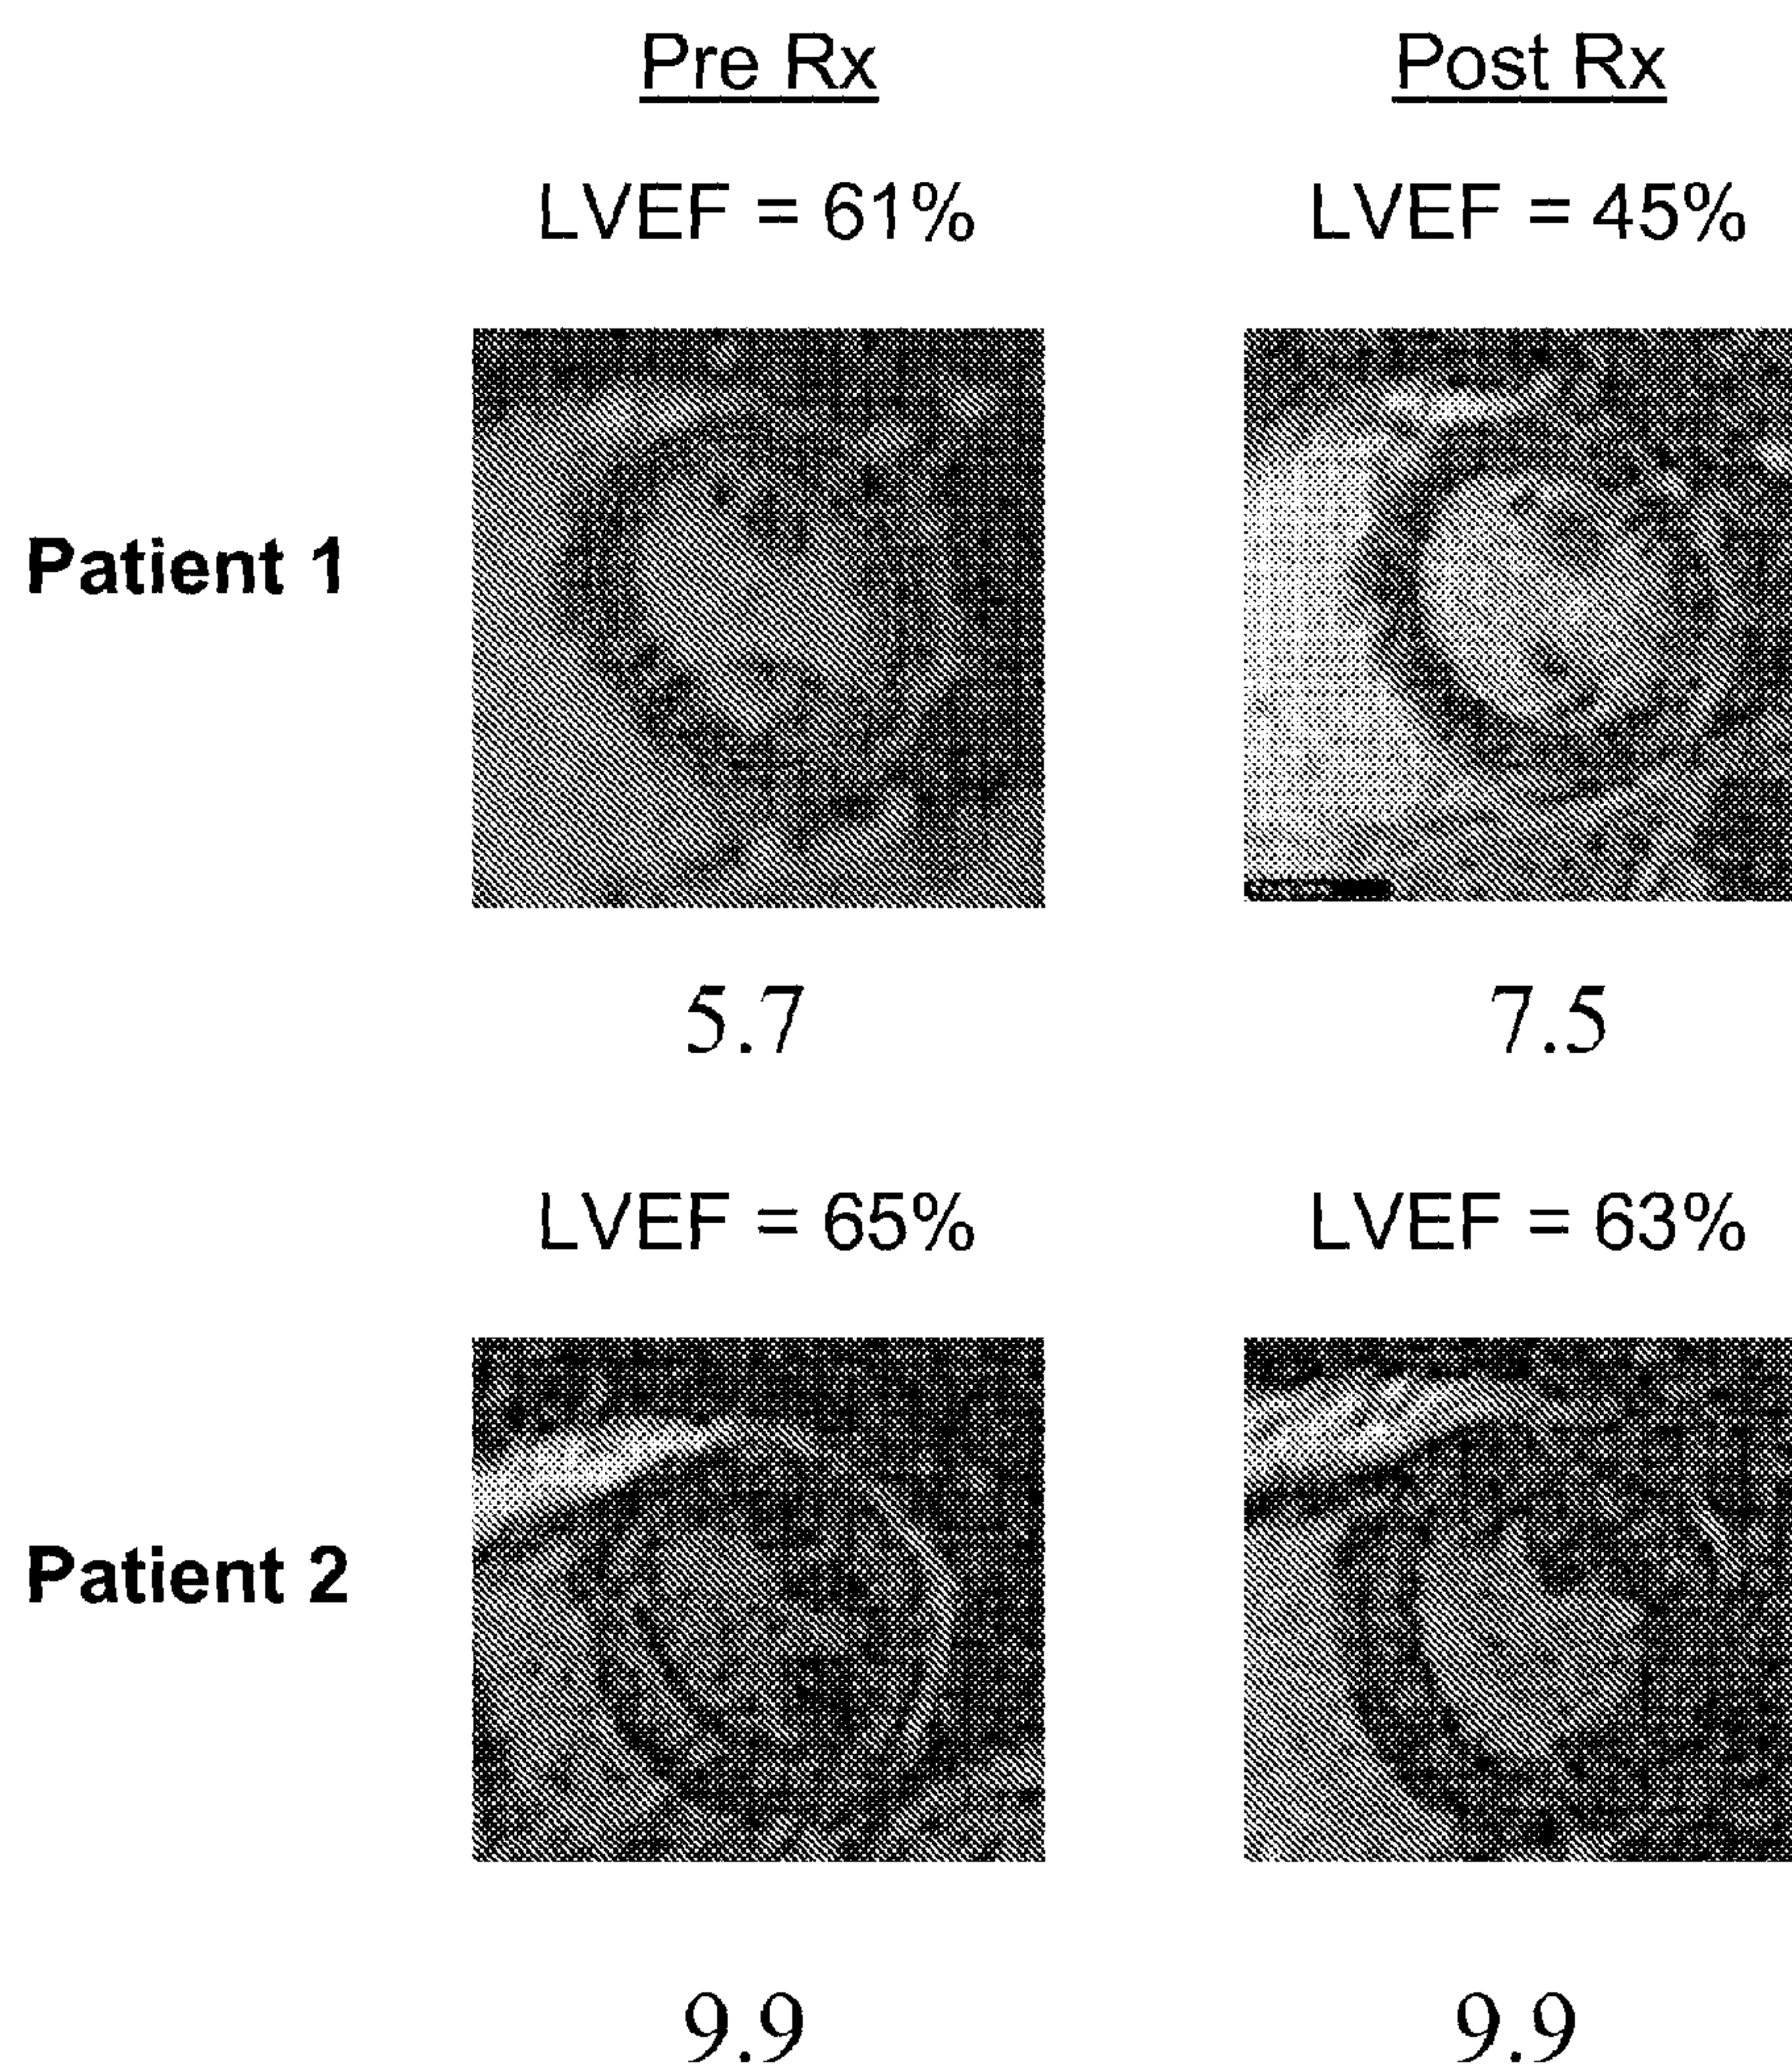 Pre Rx Post Rx
LVEF = 61% LVEF = 45%
Patient 1
5.7 7.5
LVEF = 65% LVEF = 63%
Patient 2
9.9 9.9